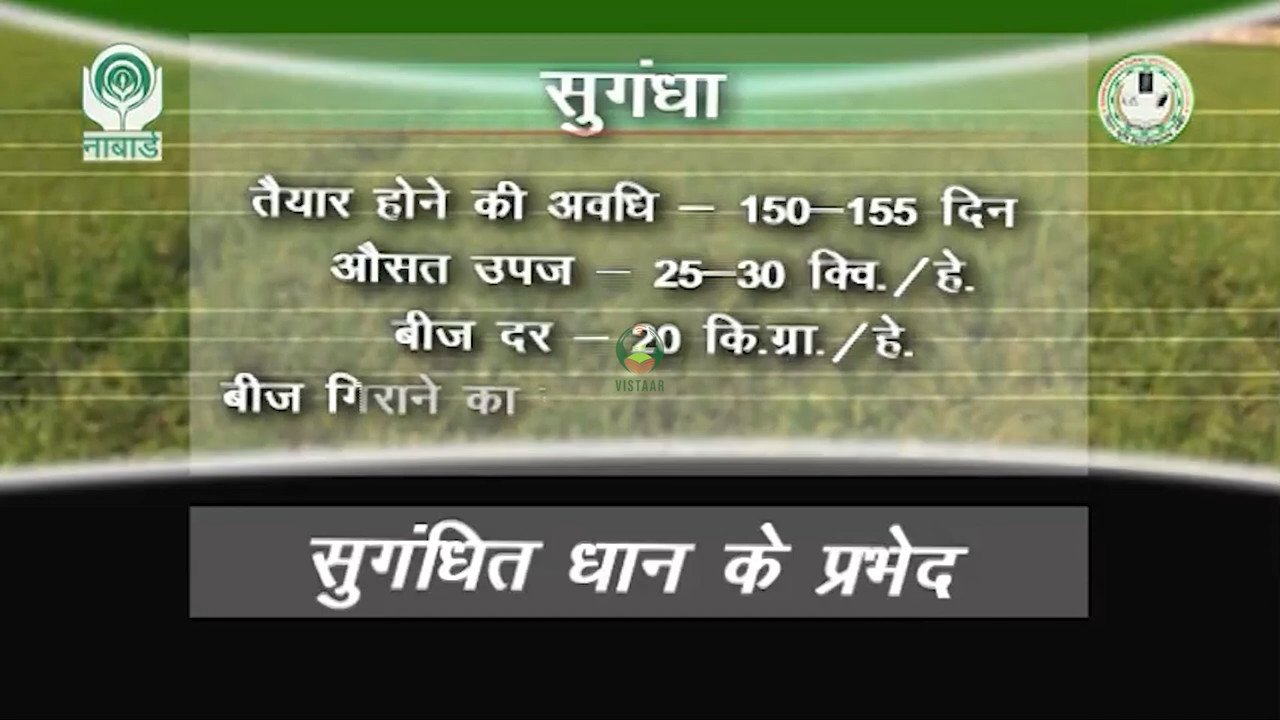 सुगंधा
नाबार्ड
तैयार होने की अवधि – 150–155 दिन
औसत उपज – 25–30 क्वि./हे.
बीज दर – 20 कि.ग्रा./हे.
VISTAAR
बीज गिराने का
सुगंधित धान के प्रभेद